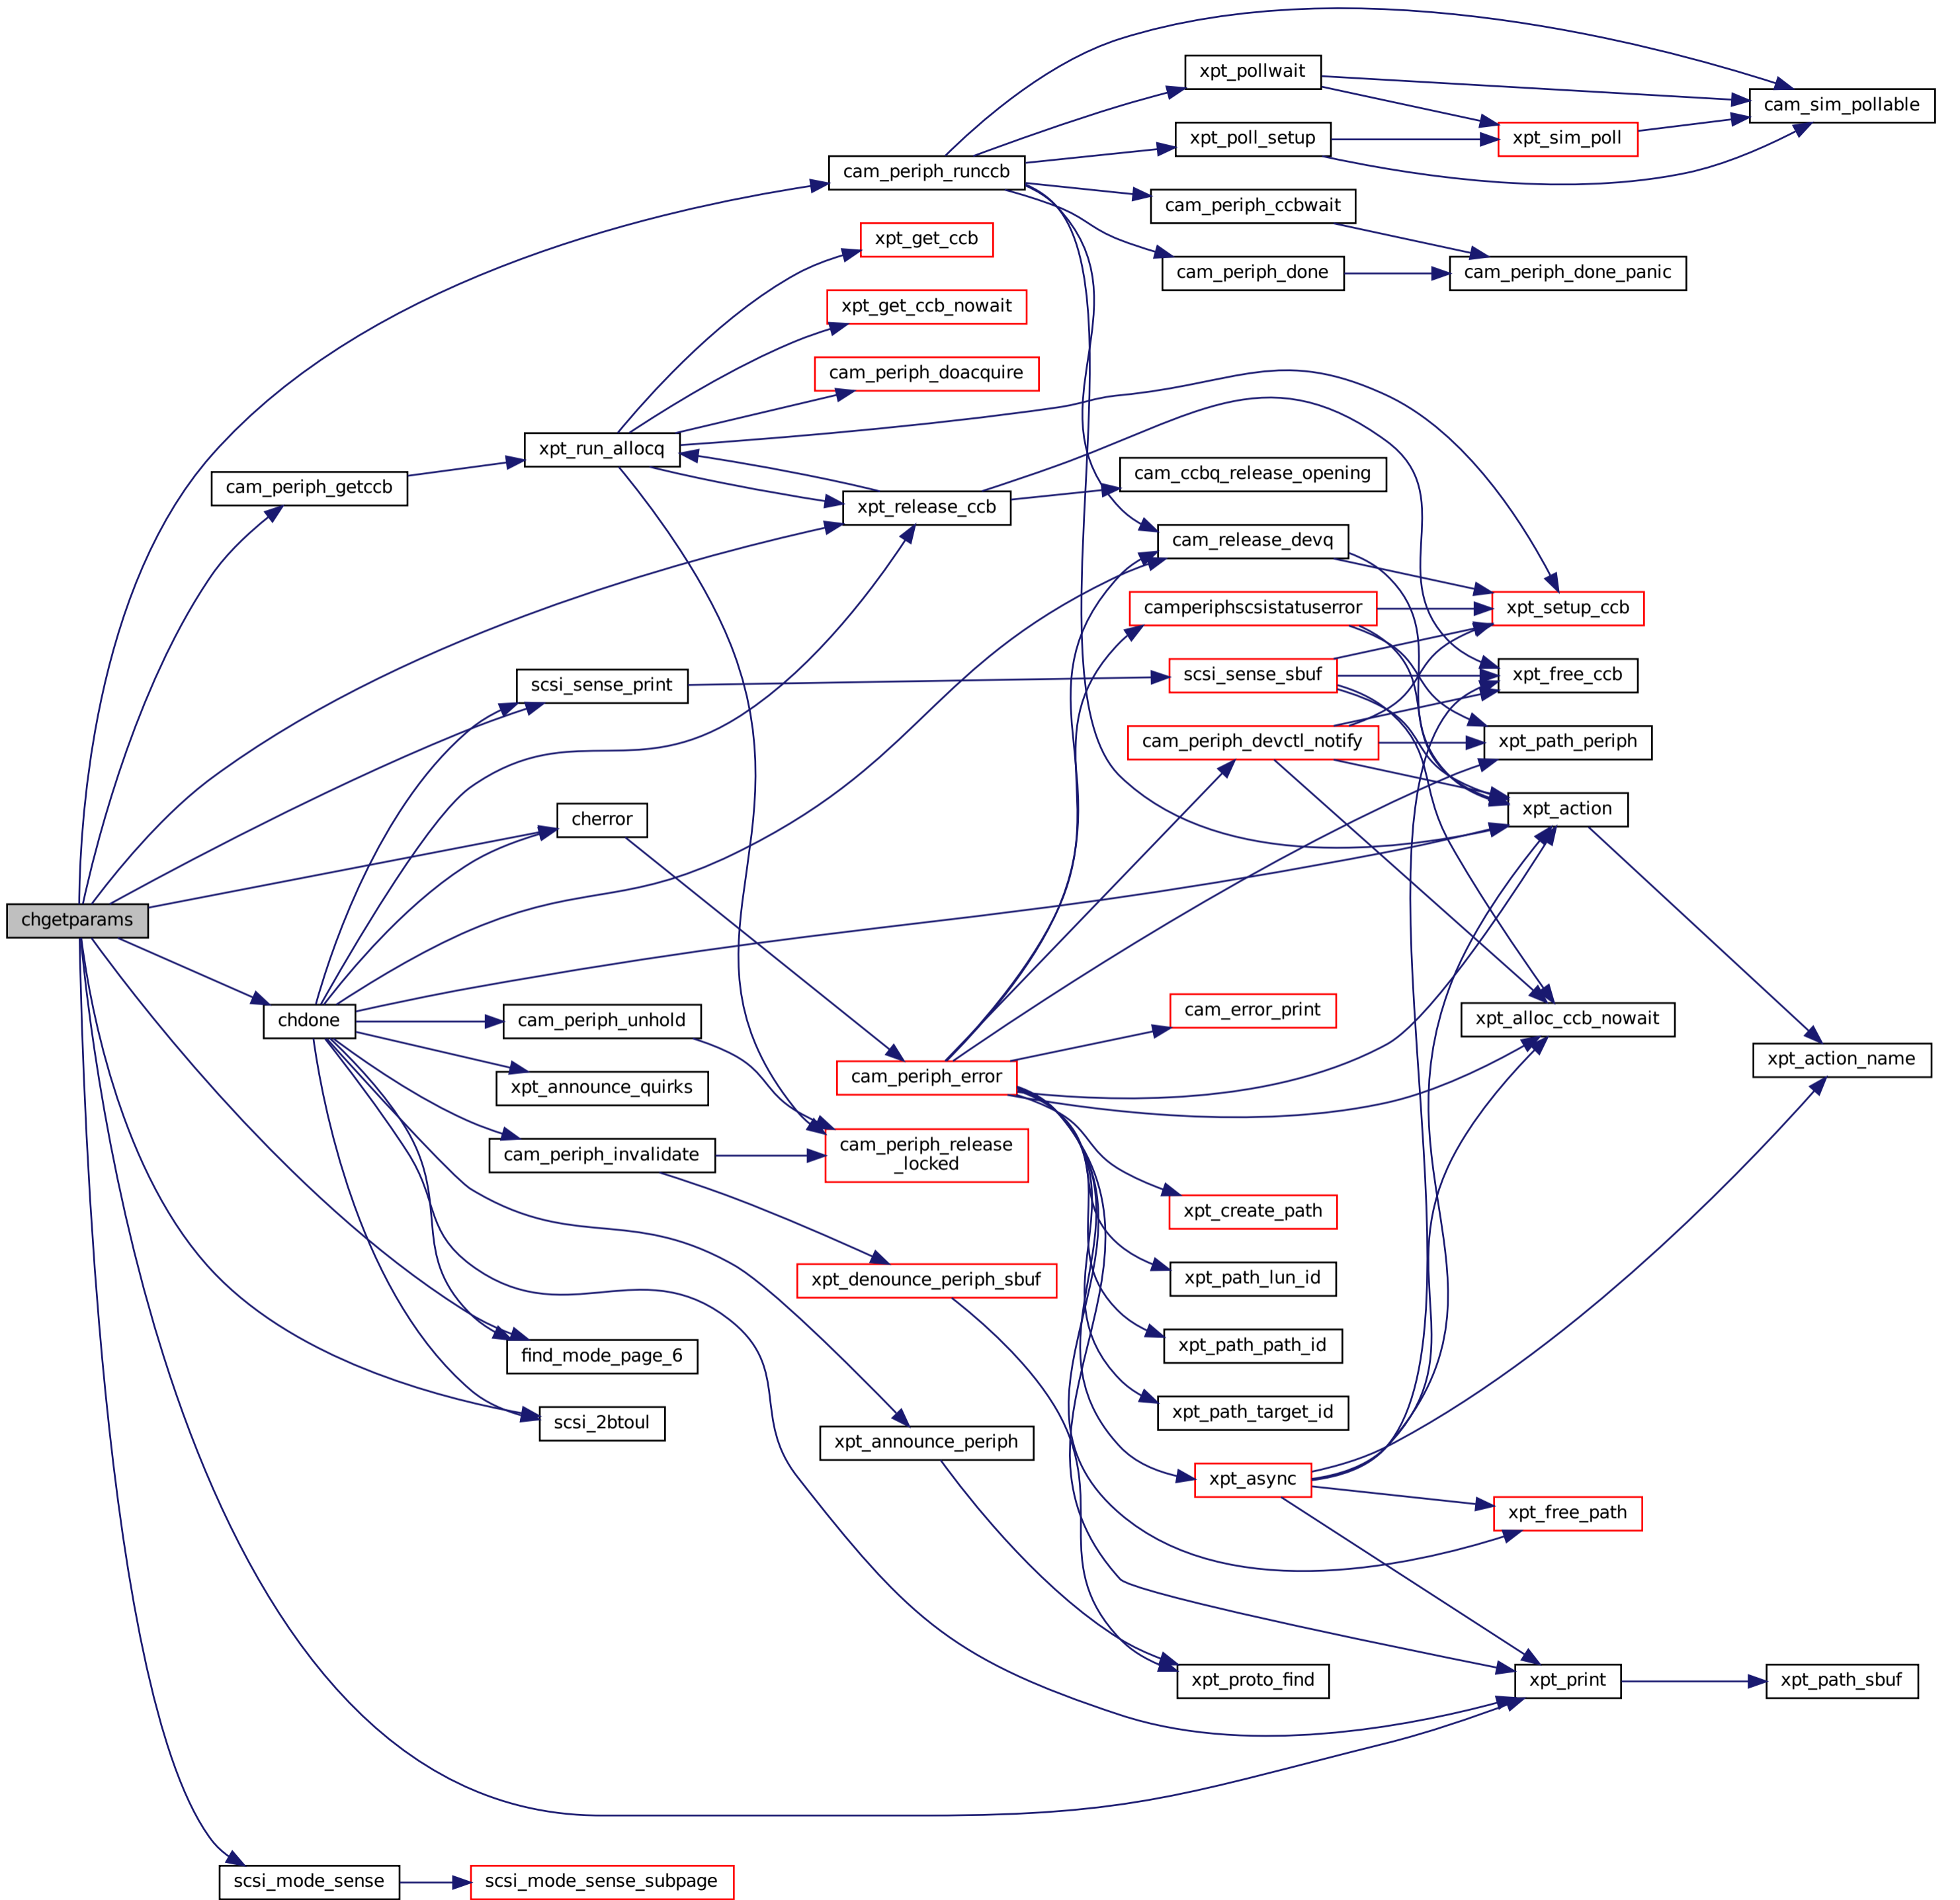 xpt_pollwait
cam_sim_pollable
xpt_poll_setup
xpt_sim_poll
cam_periph_runccb
cam_periph_ccbwait
xpt_get_ccb
cam_periph_done
cam_periph_done_panic
xpt_get_ccb_nowait
cam_periph_doacquire
xpt_run_allocq
cam_ccbq_release_opening
cam_periph_getccb
xpt_release_ccb
cam_release_devq
camperiphscsistatuserror
xpt_setup_ccb
scsi_sense_print
scsi_sense_sbuf
xpt_free_ccb
cam_periph_devctl_notify
xpt_path_periph
cherror
xpt_action
chgetparams
cam_error_print
chdone
cam_periph_unhold
xpt_alloc_ccb_nowait
xpt_action_name
cam_periph_error
xpt_announce_quirks
cam_periph_invalidate
cam_periph_release
_locked
xpt_create_path
xpt_denounce_periph_sbuf
xpt_path_lun_id
find_mode_page_6
xpt_path_path_id
scsi_2btoul
xpt_path_target_id
xpt_announce_periph
xpt_async
xpt_free_path
xpt_proto_find
xpt_print
xpt_path_sbuf
scsi_mode_sense
scsi_mode_sense_subpage